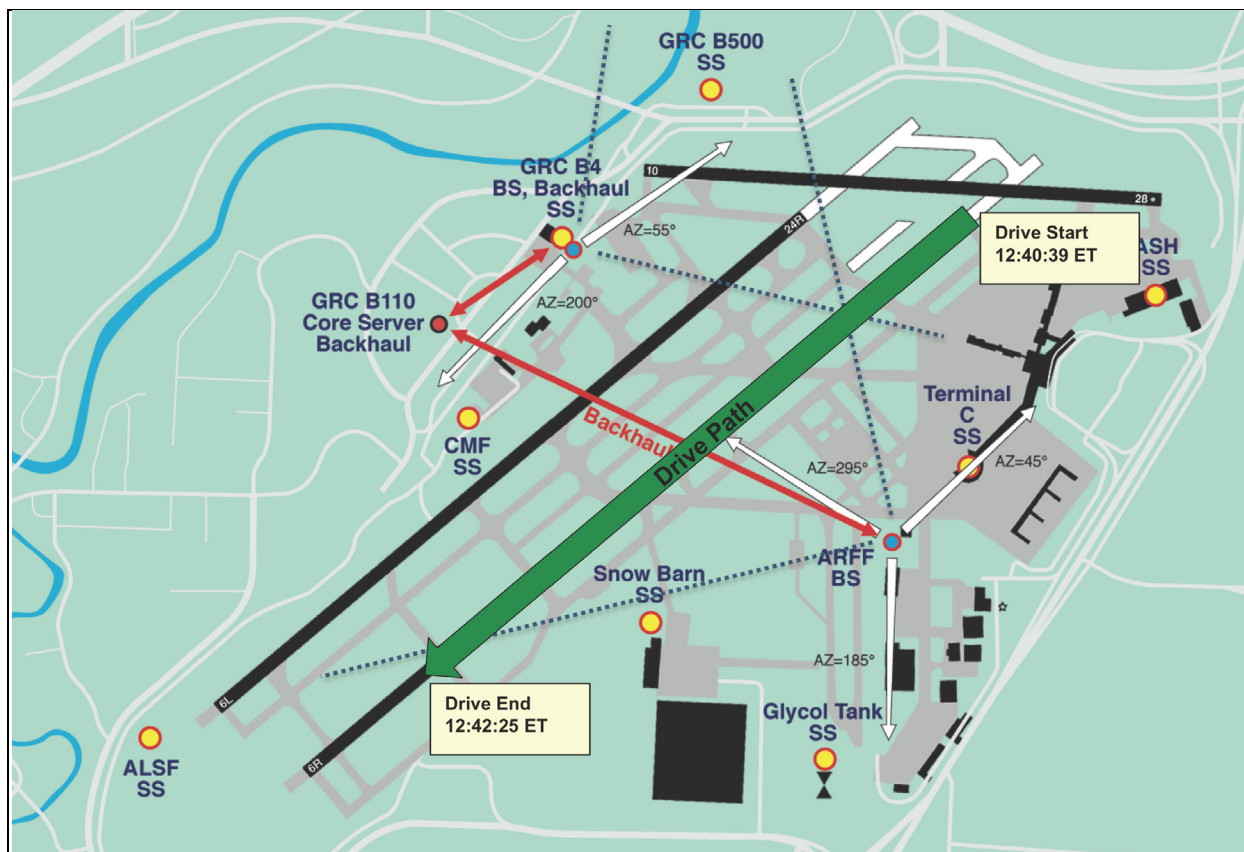 GRC B500
SS
GRC B4
BS, Backhaul
SS
10
28
24R
AZ=55°
Drive Start
12:40:39 ET
ASH
SS
AZ=200°
GRC B110
Core Server
Backhaul
Terminal
C
SS
CMF
SS
Backhaul
Drive Path
AZ=295°
AZ=45°
ARFF
BS
Snow Barn
SS
AZ=185°
6L
Drive End
12:42:25 ET
Glycol Tank
SS
ALSF
SS
6R